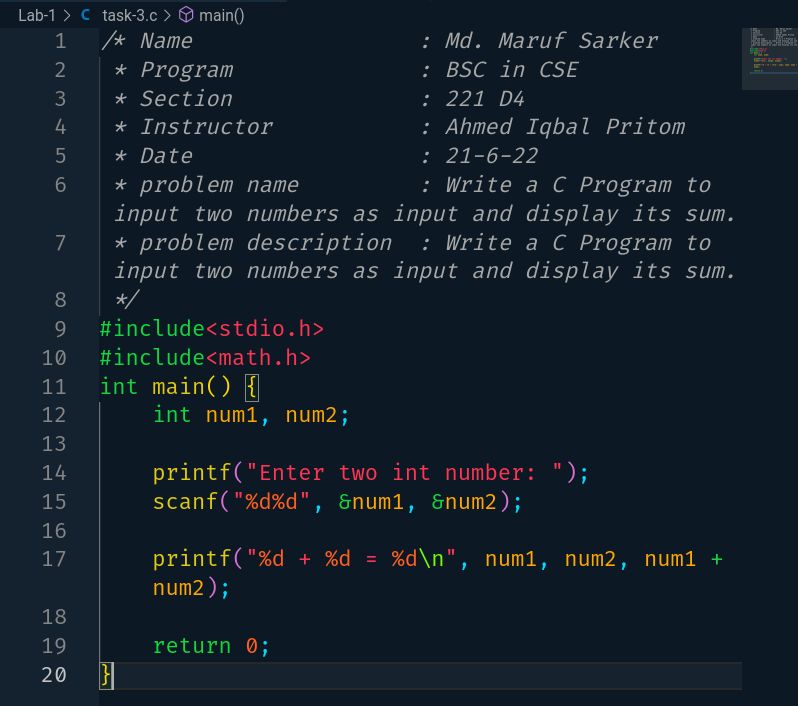 Lab-1 > C task-3.c > main()
1 /* Name : Md. Maruf Sarker
2 * Program : BSC in CSE
3 * Section : 221 D4
4 * Instructor : Ahmed Iqbal Pritom
5 * Date : 21-6-22
6 * problem name : Write a C Program to
input two numbers as input and display its sum.
7 * problem description : Write a C Program to
input two numbers as input and display its sum.
8 */
9 #include<stdio.h>
10 #include<math.h>
11 int main() {
12 int num1, num2;
13
14 printf("Enter two int number: ");
15 scanf("%d%d", &num1, &num2);
16
17 printf("%d + %d = %d\n", num1, num2, num1 +
num2);
18
19 return 0;
20 }